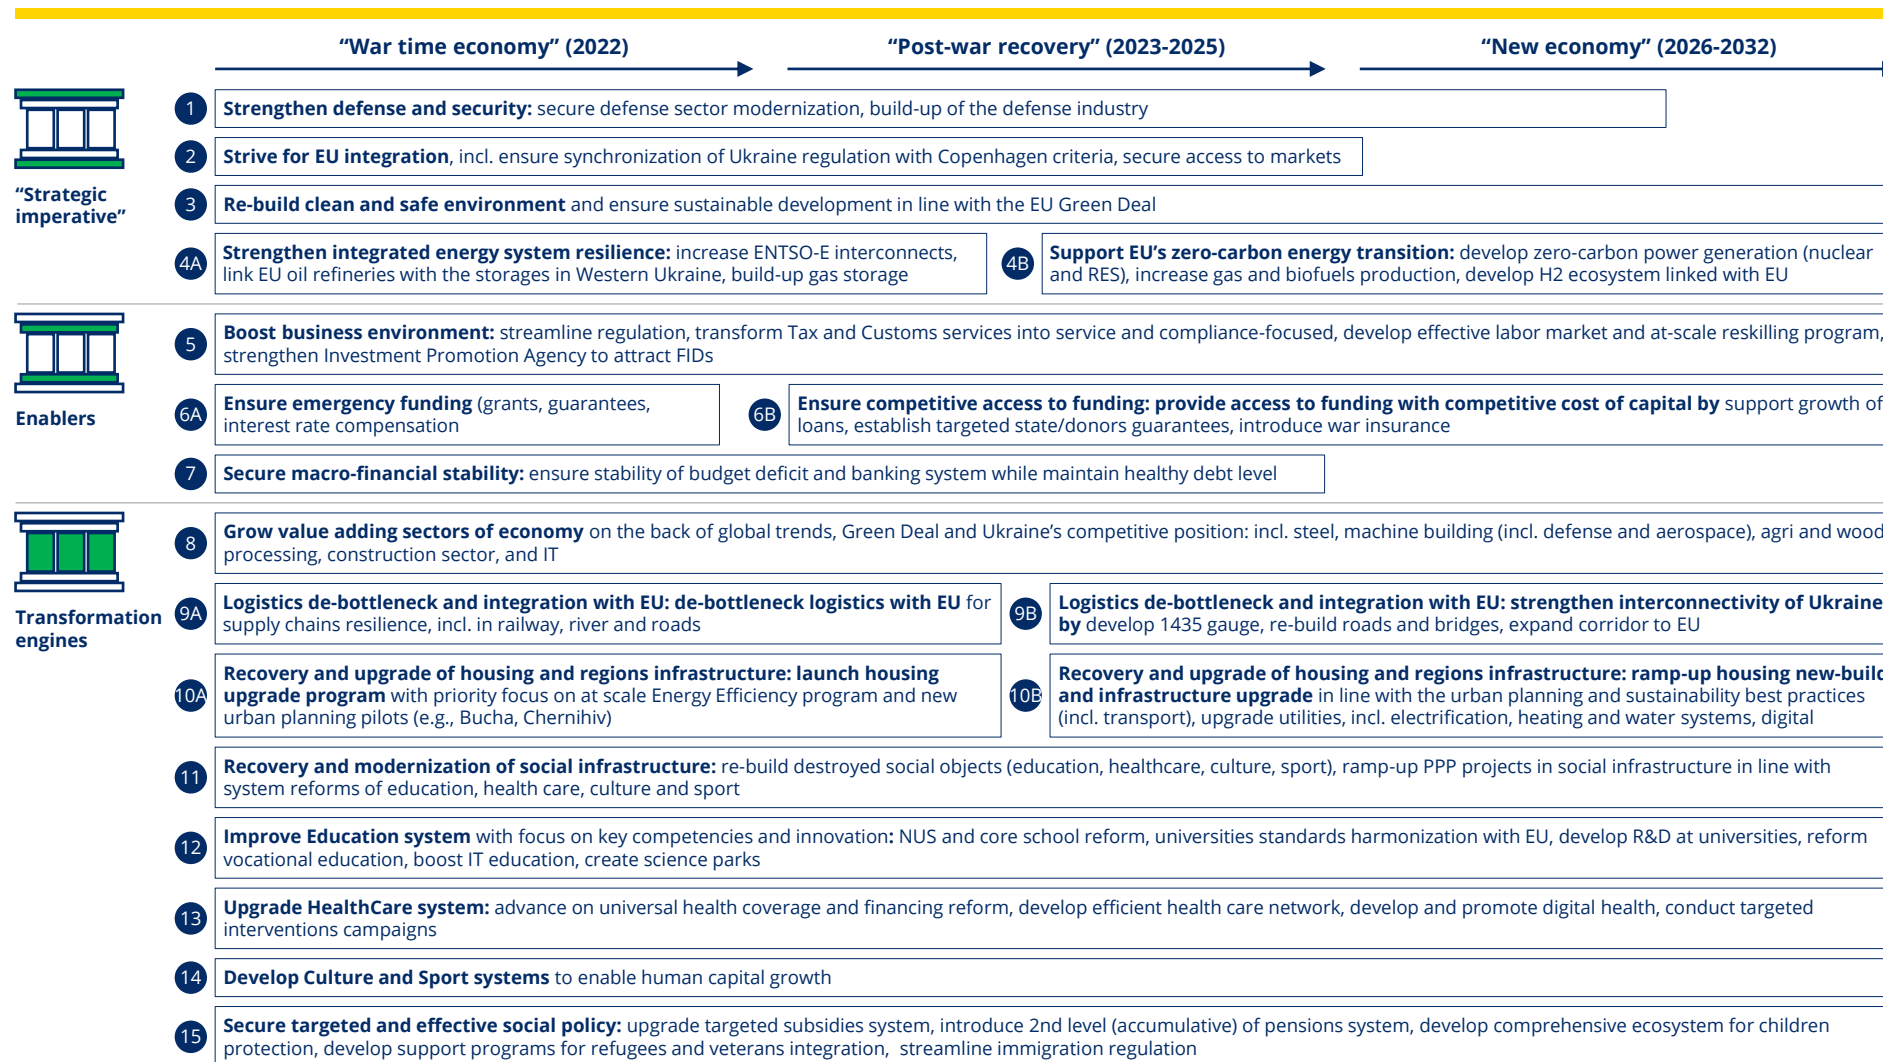 “War time economy” (2022)
“Post-war recovery” (2023-2025)
“New economy” (2026-2032)
“Strategic
imperative”
1
Strengthen defense and security: secure defense sector modernization, build-up of the defense industry
2
Strive for EU integration, incl. ensure synchronization of Ukraine regulation with Copenhagen criteria, secure access to markets
3
Re-build clean and safe environment and ensure sustainable development in line with the EU Green Deal
4A
Strengthen integrated energy system resilience: increase ENTSO-E interconnects,
link EU oil refineries with the storages in Western Ukraine, build-up gas storage
4B
Support EU’s zero-carbon energy transition: develop zero-carbon power generation (nuclear
and RES), increase gas and biofuels production, develop H2 ecosystem linked with EU
Enablers
5
Boost business environment: streamline regulation, transform Tax and Customs services into service and compliance-focused, develop effective labor market and at-scale reskilling program,
strengthen Investment Promotion Agency to attract FIDs
6A
Ensure emergency funding (grants, guarantees,
interest rate compensation
6B
Ensure competitive access to funding: provide access to funding with competitive cost of capital by support growth of
loans, establish targeted state/donors guarantees, introduce war insurance
7
Secure macro-financial stability: ensure stability of budget deficit and banking system while maintain healthy debt level
Transformation
engines
8
Grow value adding sectors of economy on the back of global trends, Green Deal and Ukraine’s competitive position: incl. steel, machine building (incl. defense and aerospace), agri and wood
processing, construction sector, and IT
9A
Logistics de-bottleneck and integration with EU: de-bottleneck logistics with EU for
supply chains resilience, incl. in railway, river and roads
9B
Logistics de-bottleneck and integration with EU: strengthen interconnectivity of Ukraine
by develop 1435 gauge, re-build roads and bridges, expand corridor to EU
10A
Recovery and upgrade of housing and regions infrastructure: launch housing
upgrade program with priority focus on at scale Energy Efficiency program and new
urban planning pilots (e.g., Bucha, Chernihiv)
10B
Recovery and upgrade of housing and regions infrastructure: ramp-up housing new-build
and infrastructure upgrade in line with the urban planning and sustainability best practices
(incl. transport), upgrade utilities, incl. electrification, heating and water systems, digital
11
Recovery and modernization of social infrastructure: re-build destroyed social objects (education, healthcare, culture, sport), ramp-up PPP projects in social infrastructure in line with
system reforms of education, health care, culture and sport
12
Improve Education system with focus on key competencies and innovation: NUS and core school reform, universities standards harmonization with EU, develop R&D at universities, reform
vocational education, boost IT education, create science parks
13
Upgrade HealthCare system: advance on universal health coverage and financing reform, develop efficient health care network, develop and promote digital health, conduct targeted
interventions campaigns
14
Develop Culture and Sport systems to enable human capital growth
15
Secure targeted and effective social policy: upgrade targeted subsidies system, introduce 2nd level (accumulative) of pensions system, develop comprehensive ecosystem for children
protection, develop support programs for refugees and veterans integration, streamline immigration regulation